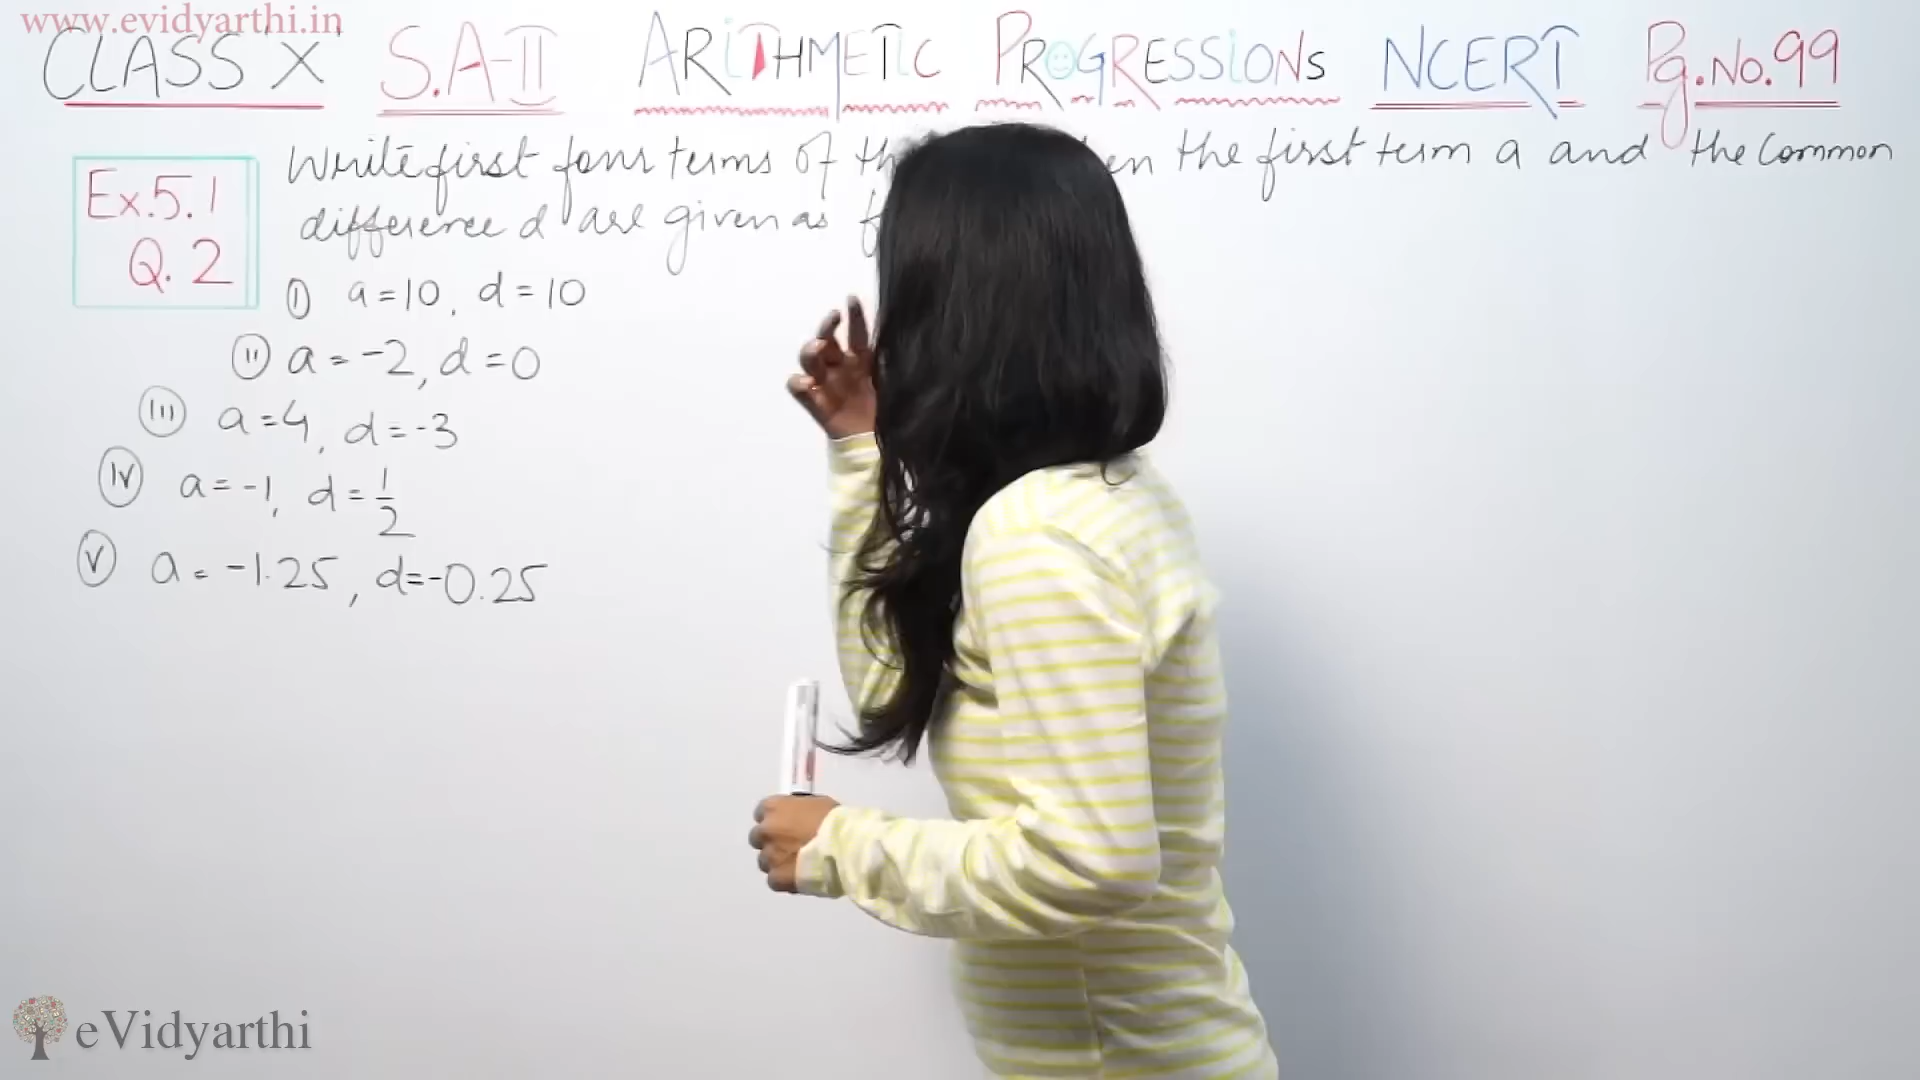 www.evidyarthi.in
CLASS 'X' S.A-II ARITHMETIC PROGRESSIONS NCERT Pg.No.99
Ex.5.1
Q.2
Write first four terms of the first term a and the Common
difference d are given as
(i) a=10, d=10
(ii) a=-2, d=0
(iii) a=4, d=-3
(iv) a=-1, d=1/2
(v) a=-1.25, d=-0.25
eVidyarthi